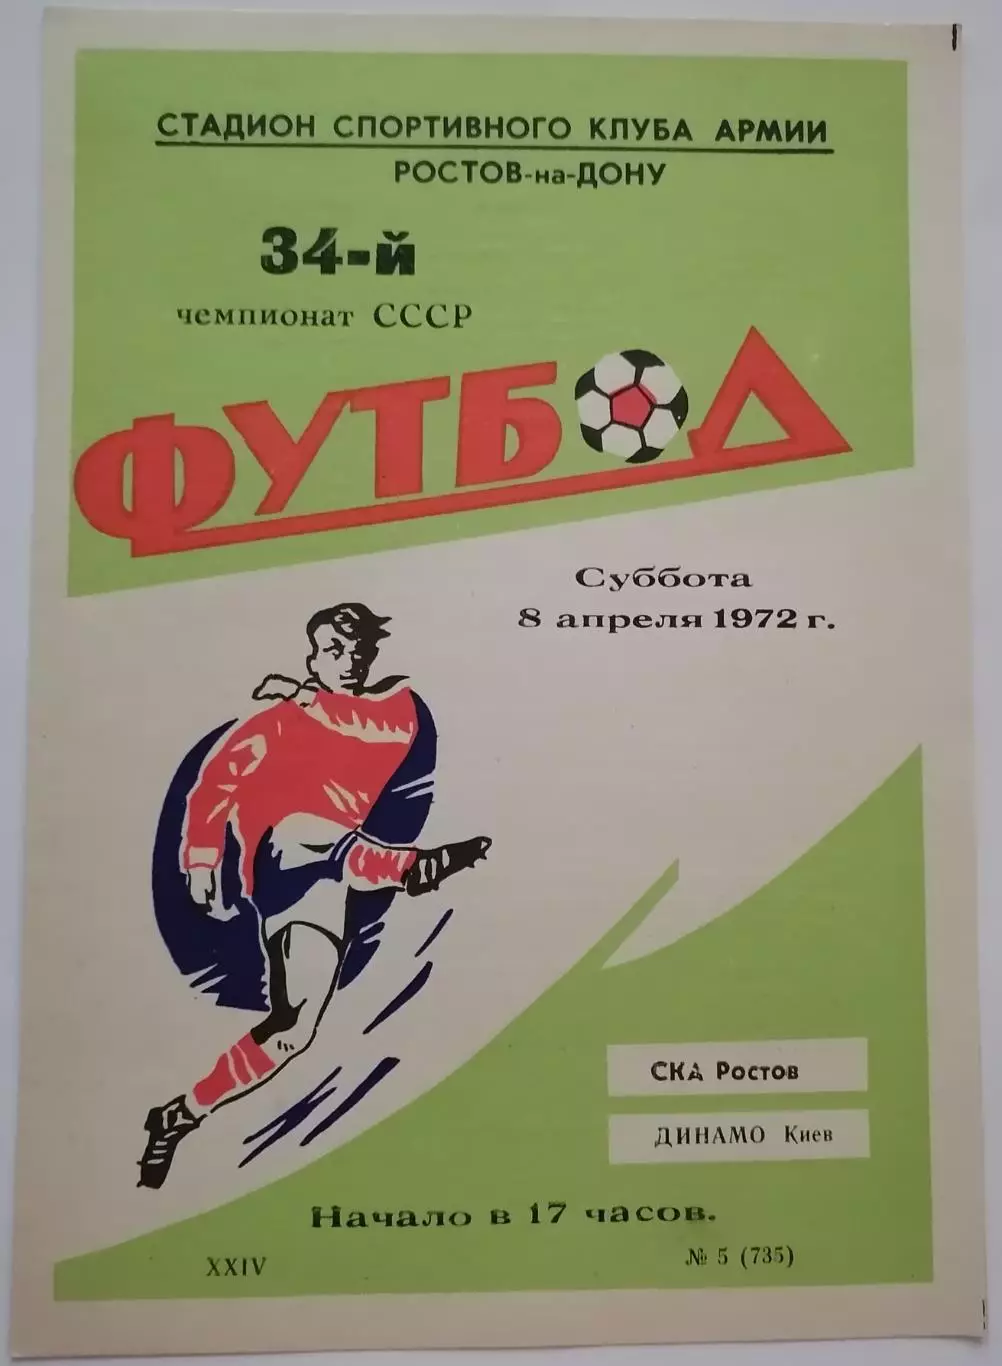 СТАДИОН СПОРТИВНОГО КЛУБА АРМИИ
РОСТОВ-на-ДОНУ
34-й
чемпионат СССР
ФУТБОЛ
Суббота
8 апреля 1972 г.
СКА Ростов
ДИНАМО Киев
Начало в 17 часов.
XXIV
№ 5 (735)